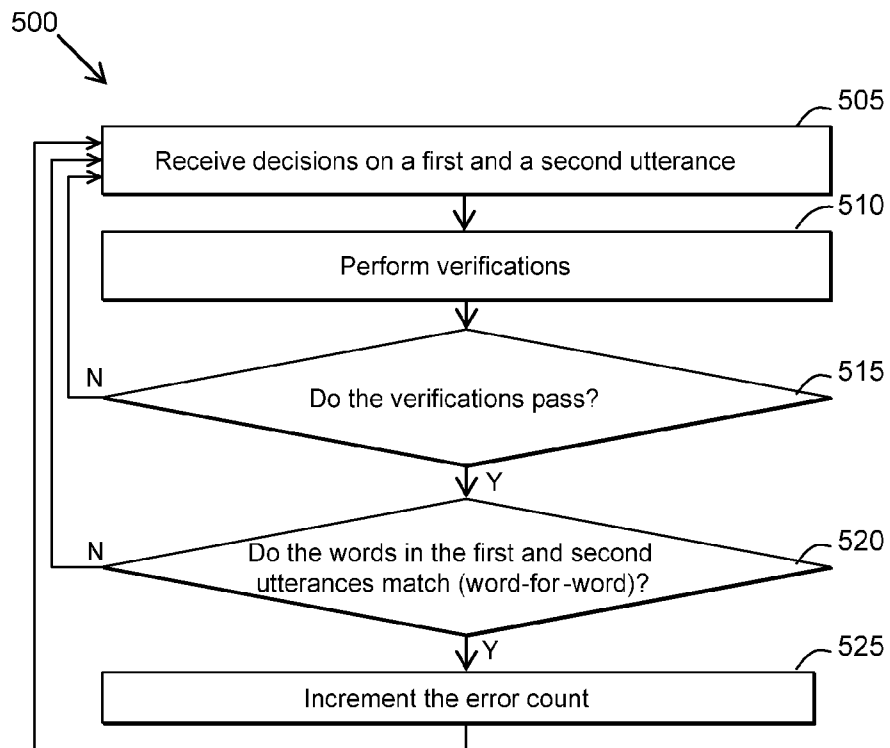 500
505
Receive decisions on a first and a second utterance
510
Perform verifications
515
Do the verifications pass?
N
Y
520
Do the words in the first and second
utterances match (word-for-word)?
N
Y
525
Increment the error count